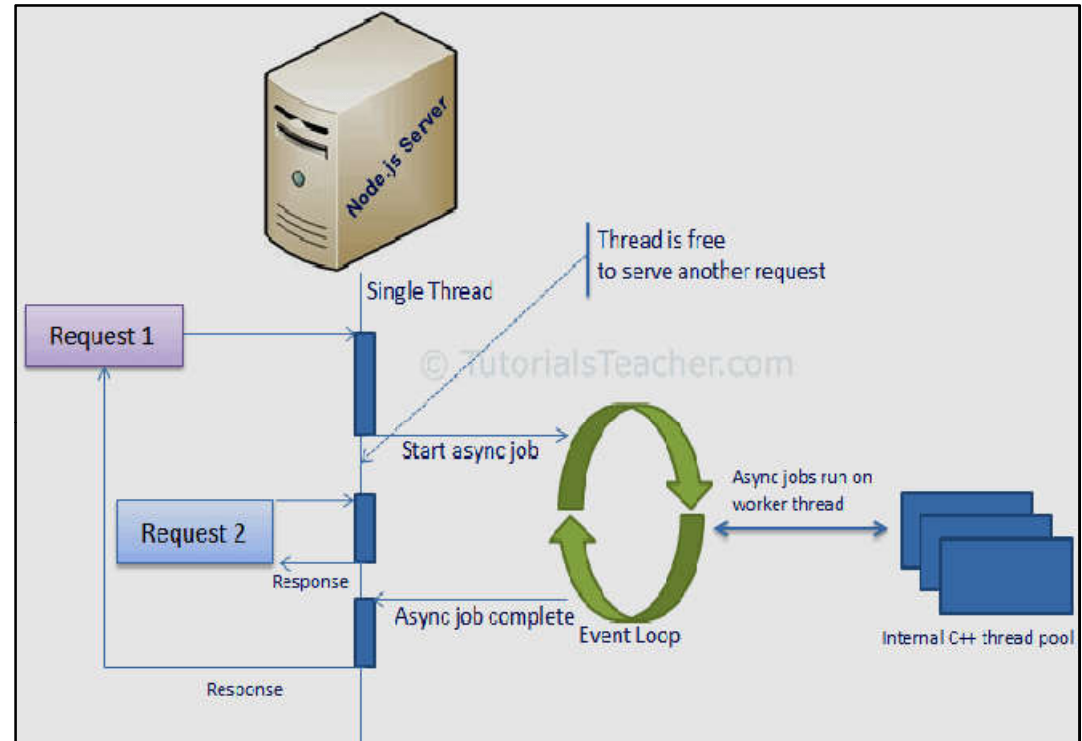 Node.js Server
Thread is free
to serve another request
Single Thread
Request 1
© TutorialsTeacher.com
Start async job
Async jobs run on
worker thread
Request 2
Response
Async job complete
Event Loop
Internal C++ thread pool
Response